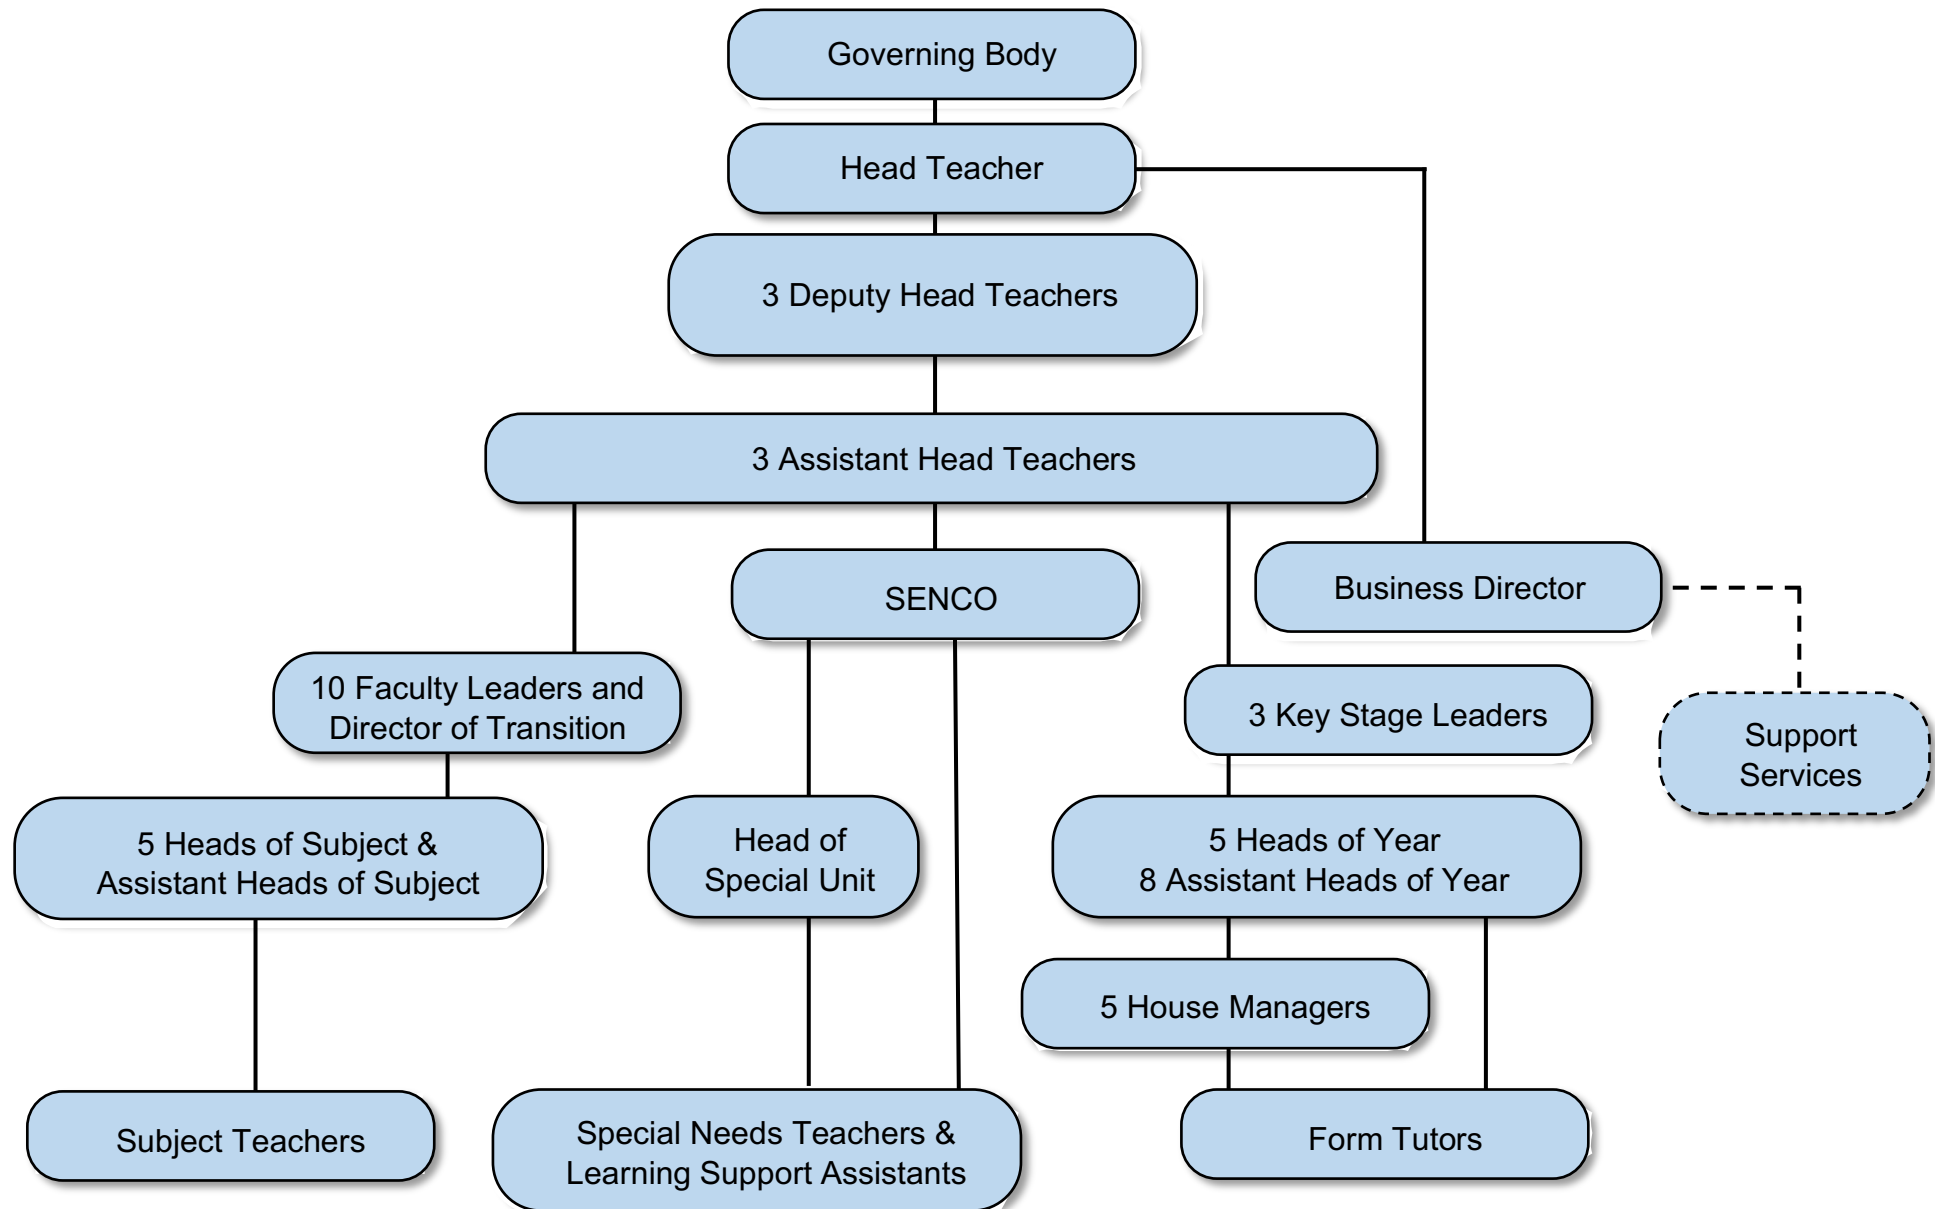 Governing Body
Head Teacher
3 Deputy Head Teachers
3 Assistant Head Teachers
SENCO
Business Director
10 Faculty Leaders and
Director of Transition
3 Key Stage Leaders
Support
Services
5 Heads of Subject &
Assistant Heads of Subject
Head of
Special Unit
5 Heads of Year
8 Assistant Heads of Year
5 House Managers
Subject Teachers
Special Needs Teachers &
Learning Support Assistants
Form Tutors